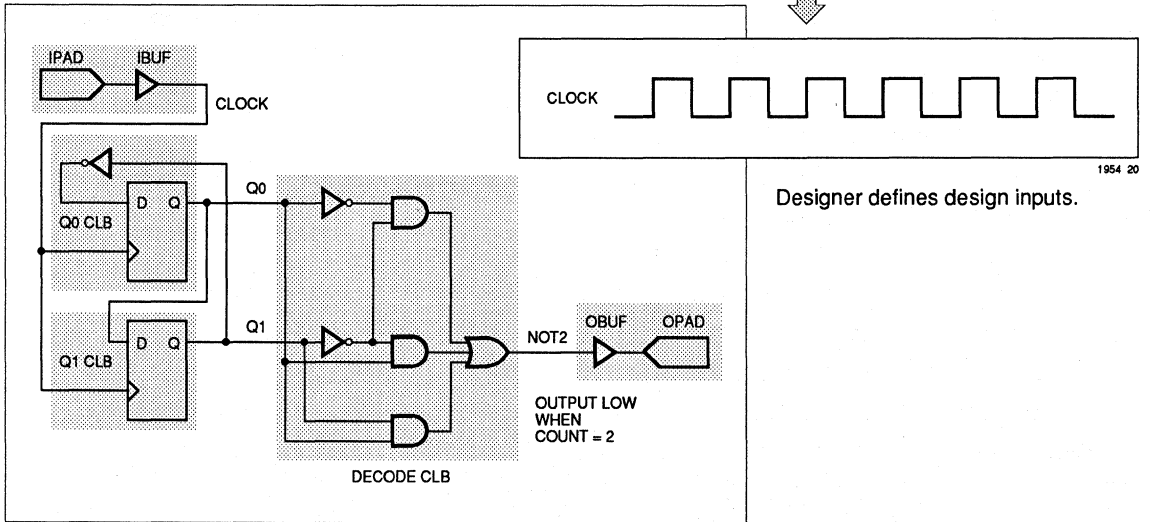 IPAD IBUF
CLOCK
CLOCK
1954 20
Designer defines design inputs.
Q0
D Q
Q0 CLB
Q1
D Q
Q1 CLB
NOT2
OBUF OPAD
OUTPUT LOW
WHEN
COUNT = 2
DECODE CLB